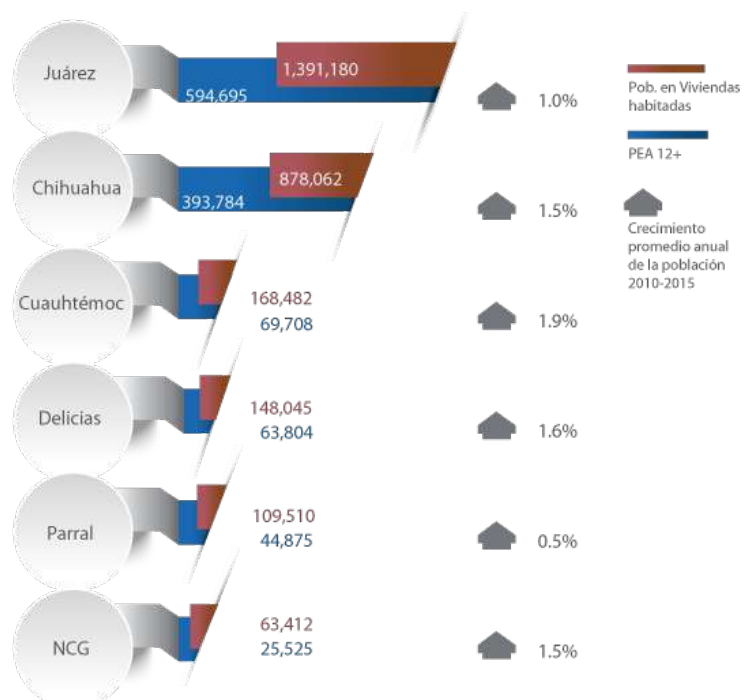 Juárez
1,391,180
594,695
1.0%
Chihuahua
878,062
393,784
1.5%
Cuauhtémoc
168,482
69,708
1.9%
Delicias
148,045
63,804
1.6%
Parral
109,510
44,875
0.5%
NCG
63,412
25,525
1.5%
Pob. en Viviendas
habitadas
PEA 12+
Crecimiento
promedio anual
de la población
2010-2015